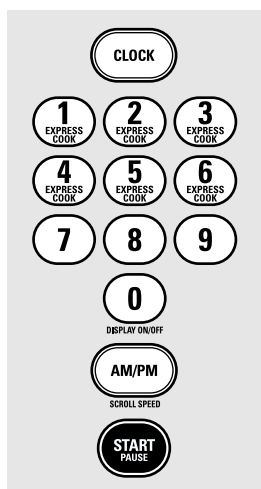 CLOCK
1 2 3
EXPRESS COOK EXPRESS COOK EXPRESS COOK
4 5 6
EXPRESS COOK EXPRESS COOK EXPRESS COOK
7 8 9
0
DISPLAY ON/OFF
AM/PM
SCROLL SPEED
START
PAUSE